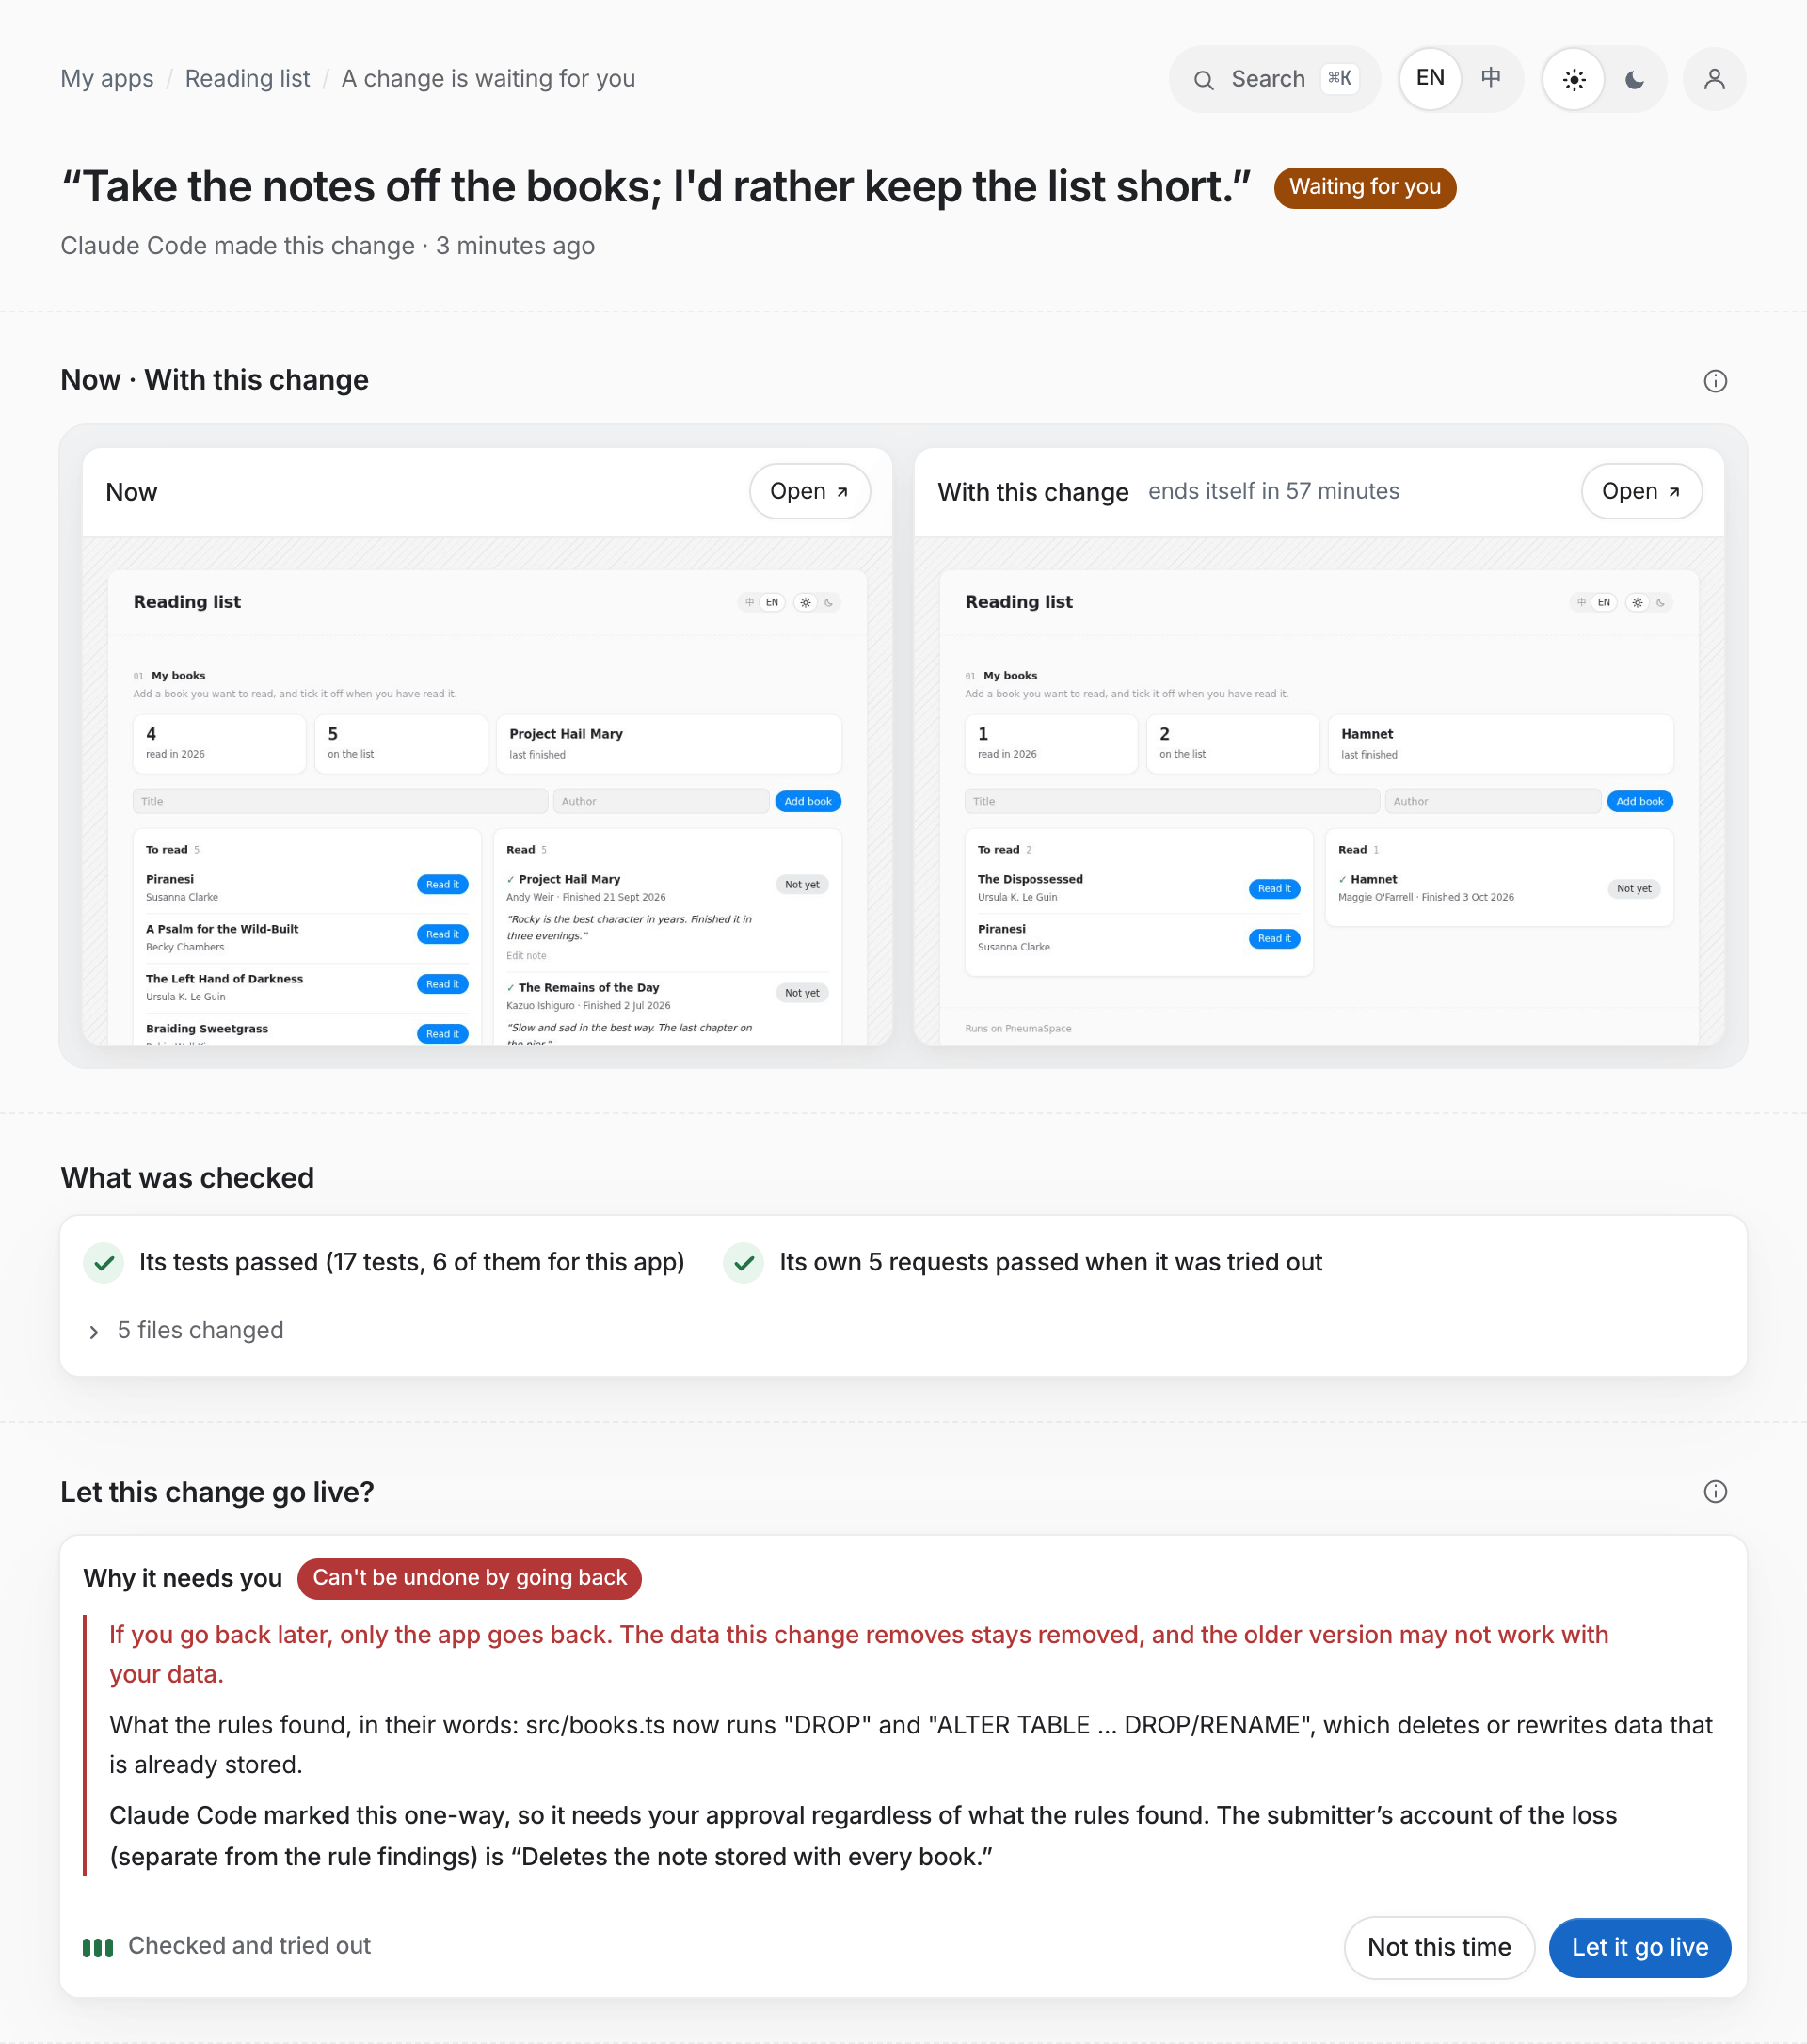 My apps / Reading list / A change is waiting for you
Search ⌘K
EN 中
“Take the notes off the books; I'd rather keep the list short.” Waiting for you
Claude Code made this change · 3 minutes ago
Now · With this change
Now
Open
Reading list
中 EN
01 My books
Add a book you want to read, and tick it off when you have read it.
4
read in 2026
5
on the list
Project Hail Mary
last finished
Title
Author
Add book
To read 5
Piranesi
Susanna Clarke
Read it
A Psalm for the Wild-Built
Becky Chambers
Read it
The Left Hand of Darkness
Ursula K. Le Guin
Read it
Braiding Sweetgrass
Read it
Read 5
✓ Project Hail Mary
Andy Weir · Finished 21 Sept 2026
Not yet
“Rocky is the best character in years. Finished it in
three evenings.”
Edit note
✓ The Remains of the Day
Kazuo Ishiguro · Finished 2 Jul 2026
Not yet
“Slow and sad in the best way. The last chapter on
the pier.”
With this change ends itself in 57 minutes
Open
Reading list
中 EN
01 My books
Add a book you want to read, and tick it off when you have read it.
1
read in 2026
2
on the list
Hamnet
last finished
Title
Author
Add book
To read 2
The Dispossessed
Ursula K. Le Guin
Read it
Piranesi
Susanna Clarke
Read it
Read 1
✓ Hamnet
Maggie O'Farrell · Finished 3 Oct 2026
Not yet
Runs on PneumaSpace
What was checked
Its tests passed (17 tests, 6 of them for this app)
Its own 5 requests passed when it was tried out
5 files changed
Let this change go live?
Why it needs you Can't be undone by going back
If you go back later, only the app goes back. The data this change removes stays removed, and the older version may not work with
your data.
What the rules found, in their words: src/books.ts now runs "DROP" and "ALTER TABLE … DROP/RENAME", which deletes or rewrites data that
is already stored.
Claude Code marked this one-way, so it needs your approval regardless of what the rules found. The submitter’s account of the loss
(separate from the rule findings) is “Deletes the note stored with every book.”
Checked and tried out
Not this time
Let it go live